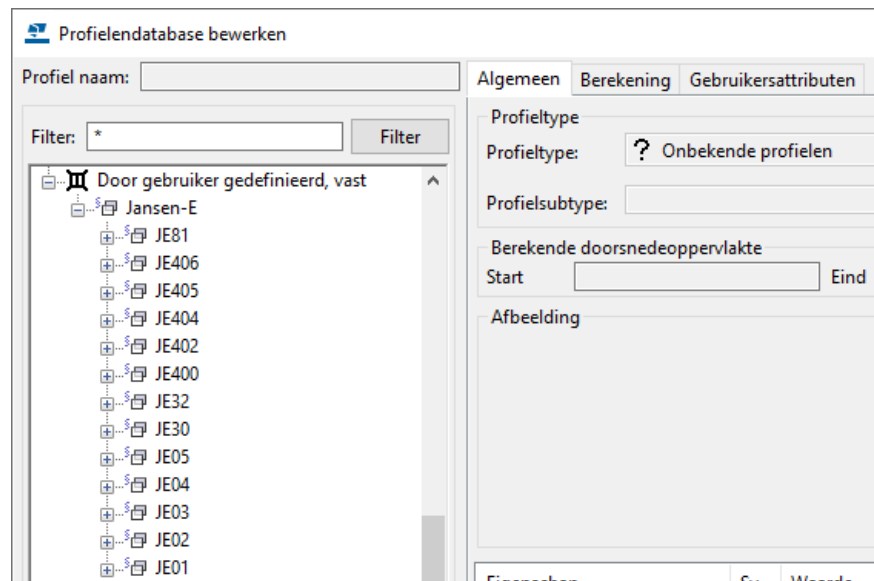 Profielendatabase bewerken
Profiel naam:
Filter: * Filter
Door gebruiker gedefinieerd, vast
Jansen-E
JE81
JE406
JE405
JE404
JE402
JE400
JE32
JE30
JE05
JE04
JE03
JE02
JE01
Algemeen Berekening Gebruikersattributen
Profieltype
Profieltype: ? Onbekende profielen
Profielsubtype:
Berekende doorsnedeoppervlakte
Start Eind
Afbeelding